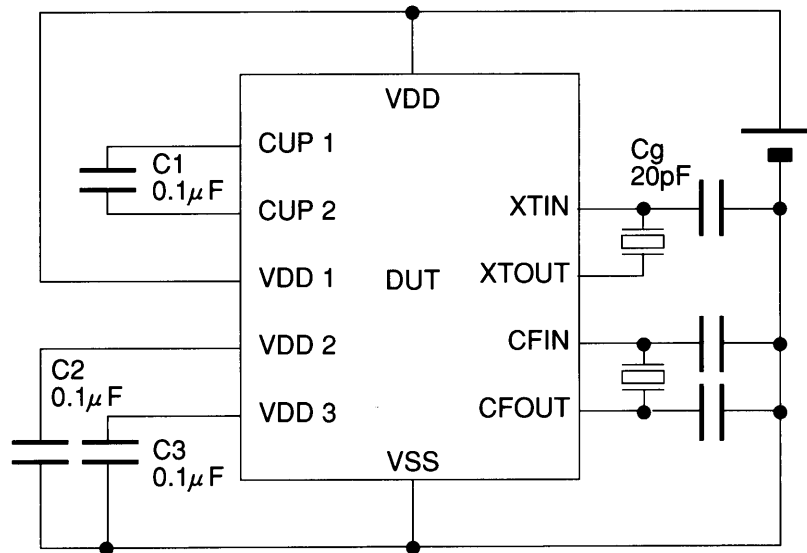 VDD
CUP 1
C1
0.1μF
CUP 2
VDD 1
DUT
VDD 2
C2
0.1μF
VDD 3
C3
0.1μF
VSS
Cg
20pF
XTIN
XTOUT
CFIN
CFOUT